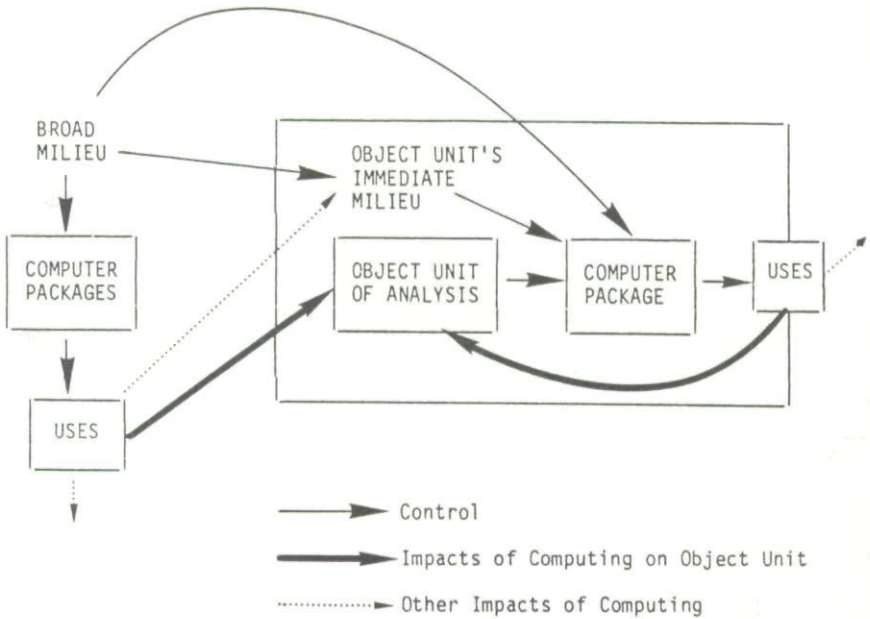 BROAD
MILIEU
OBJECT UNIT'S
IMMEDIATE
MILIEU
COMPUTER
PACKAGES
OBJECT UNIT
OF ANALYSIS
COMPUTER
PACKAGE
USES
USES
Control
Impacts of Computing on Object Unit
Other Impacts of Computing